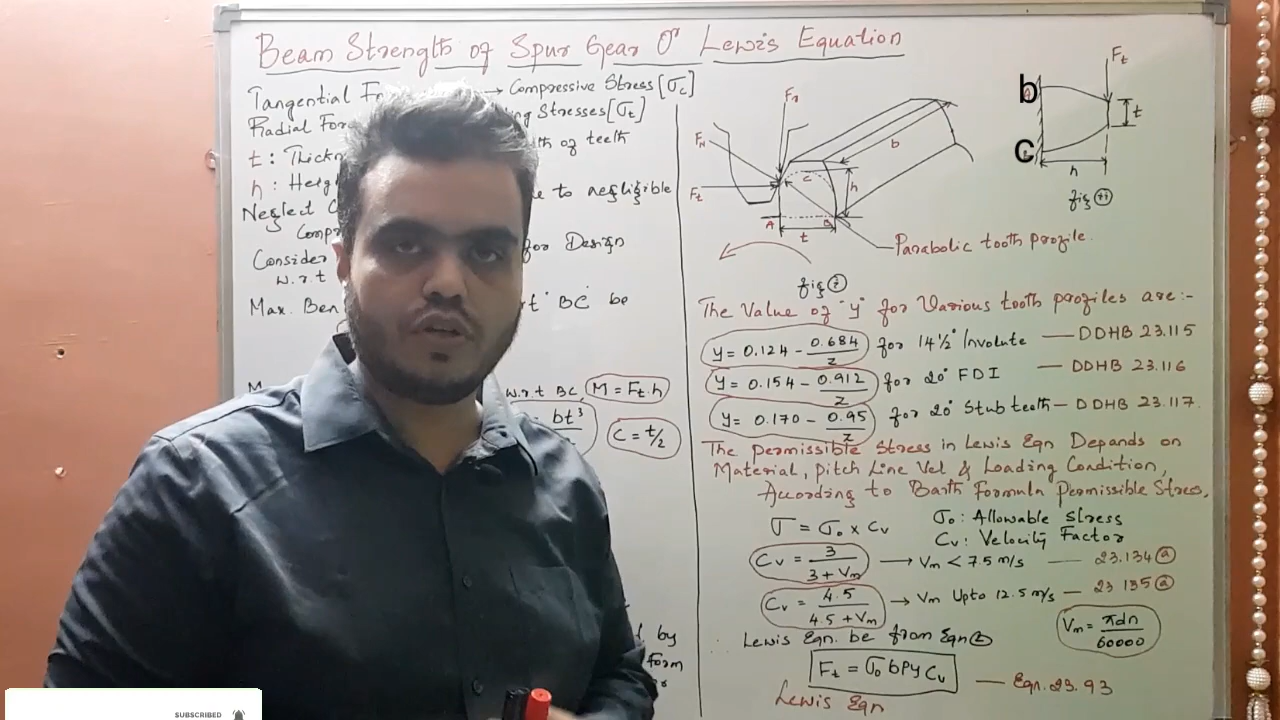 Beam Strength of Spur Gear Or Lewis Equation
Tangential → Compressive Stress [σc]
Radial Stresses [σt]
t : of teeth
h : to negligible
Neglect
Consider for Design
w.r.t
Max. BC be
w.r.t BC, M = Ft.h
bt³
C = t/2
by
form
Fr
FN
Ft
b
c
h
A
B
t
Parabolic tooth profile.
fig
b
C
Ft
t
h
fig
The Value of "y" for Various tooth profiles are:-
y = 0.124 - 0.684/z for 14½° Involute — DDHB 23.115
y = 0.154 - 0.912/z for 20° FDI — DDHB 23.116
y = 0.170 - 0.95/z for 20° Stub teeth — DDHB 23.117.
The Permissible Stress in Lewis Eqn Depends on
Material, Pitch Line Vel & Loading Condition,
According to Barth Formula Permissible Stress,
σ = σo x Cv σo : Allowable stress
Cv : Velocity Factor
Cv = 3/3+Vm → Vm < 7.5 m/s — 23.134 a
Cv = 4.5/4.5+Vm → Vm Upto 12.5 m/s — 23 135 a
Vm = πdn/60000
Lewis Eqn. be from Eqn
Ft = σo bPy Cv — Eqn. 23.93
Lewis Eqn
SUBSCRIBED